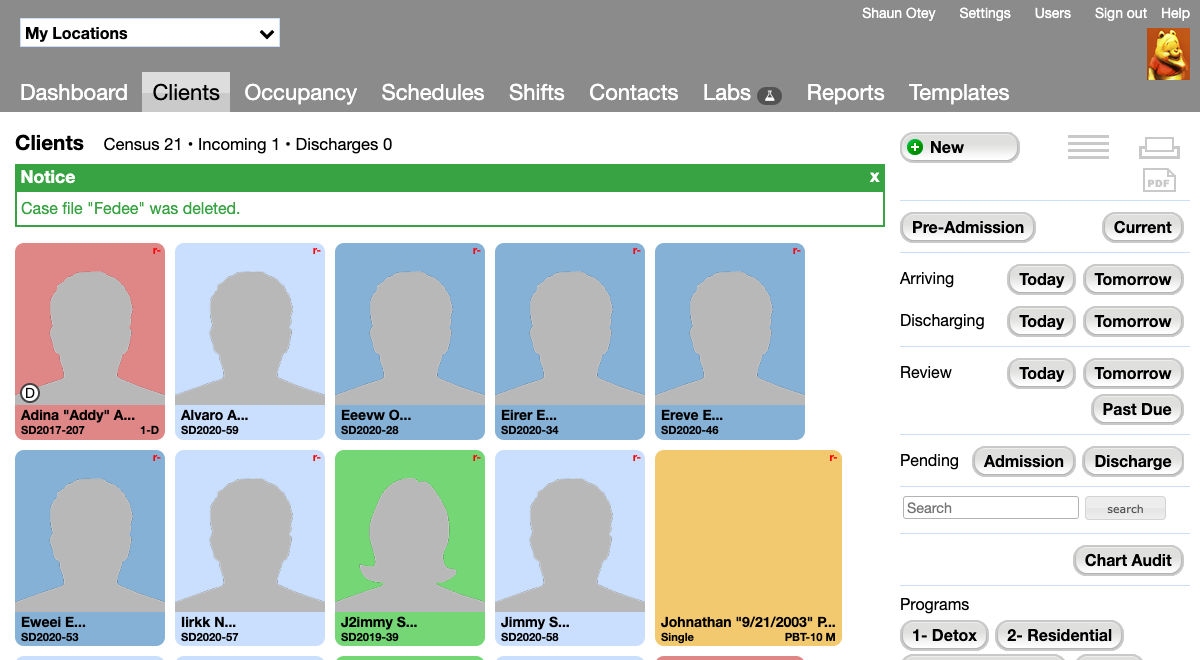 Shaun Otey Settings Users Sign out Help
My Locations
Dashboard Clients Occupancy Schedules Shifts Contacts Labs Reports Templates
Clients Census 21 • Incoming 1 • Discharges 0
Notice x
Case file "Fedee" was deleted.
r- r- r- r- r-
D
Adina "Addy" A... Alvaro A... Eeevw O... Eirer E... Ereve E...
SD2017-207 1-D SD2020-59 SD2020-28 SD2020-34 SD2020-46
r- r- r- r- r-
Eweei E... Iirkk N... J2immy S... Jimmy S... Johnathan "9/21/2003" P...
SD2020-53 SD2020-57 SD2019-39 SD2020-58 Single PBT-10 M
New
PDF
Pre-Admission Current
Arriving Today Tomorrow
Discharging Today Tomorrow
Review Today Tomorrow
Past Due
Pending Admission Discharge
Search search
Chart Audit
Programs
1- Detox 2- Residential